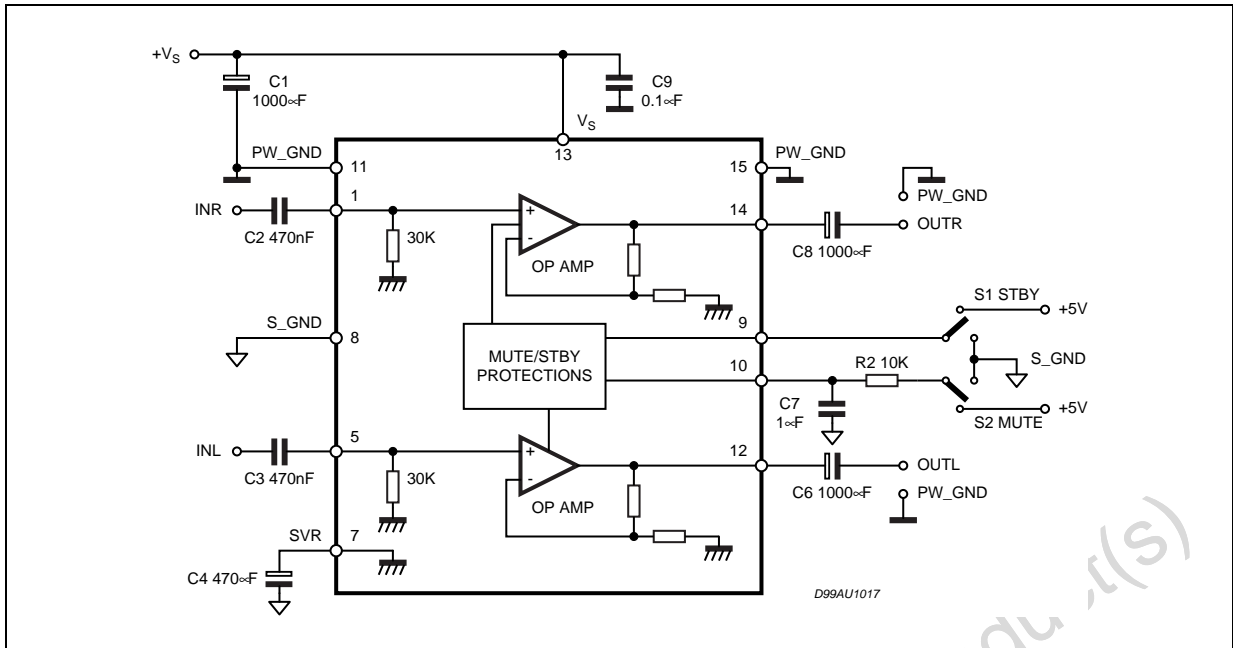 +VS
C1
1000∝F
C9
0.1∝F
VS
13
PW_GND
11
15
PW_GND
INR
C2 470nF
1
30K
OP AMP
14
C8 1000∝F
PW_GND
OUTR
S_GND
8
MUTE/STBY
PROTECTIONS
9
10
S1 STBY
+5V
S_GND
R2 10K
C7
1∝F
S2 MUTE
+5V
INL
C3 470nF
5
30K
OP AMP
12
C6 1000∝F
OUTL
PW_GND
SVR
7
C4 470∝F
D99AU1017